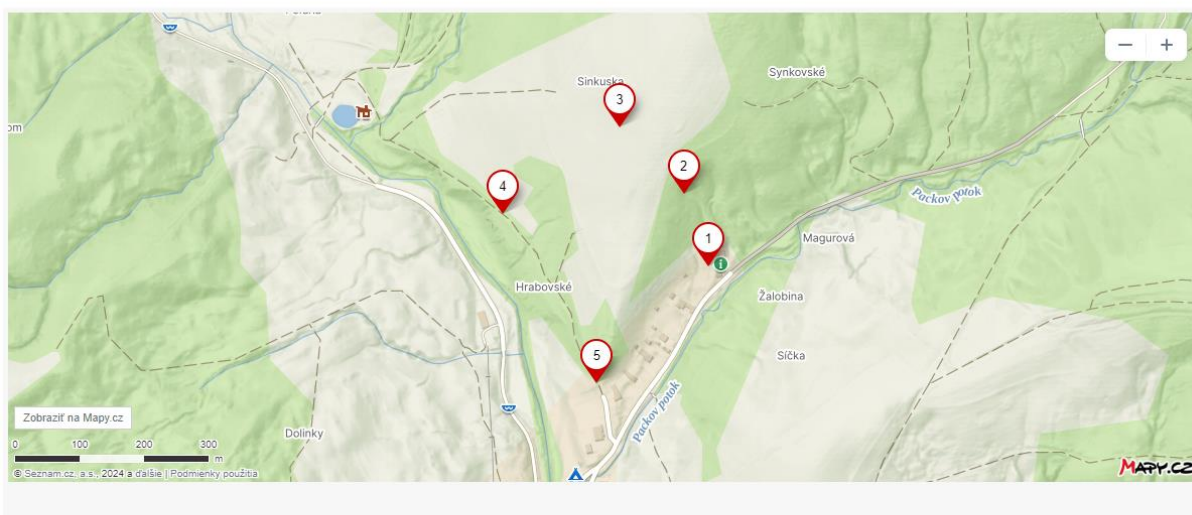 Sinkuska
Synkovské
− +
om
3
2
4
Packov potok
1
Magurová
Hrabovské
Žalobina
5
Síčka
Packov potok
Zobraziť na Mapy.cz
Dolinky
0 100 200 300
m
© Seznam.cz, a.s., 2024 a ďalšie | Podmienky použitia
MAPY.CZ